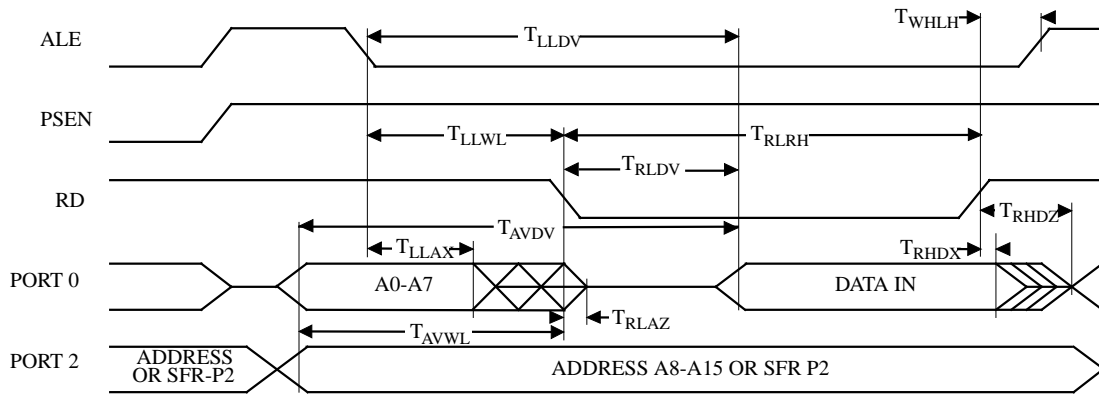 T_WHLH
ALE
T_LLDV
PSEN
T_LLWL
T_RLRH
T_RLDV
RD
T_RHDZ
T_AVDV
T_LLAX
T_RHDX
PORT 0
A0-A7
DATA IN
T_RLAZ
T_AVWL
PORT 2
ADDRESS
OR SFR-P2
ADDRESS A8-A15 OR SFR P2